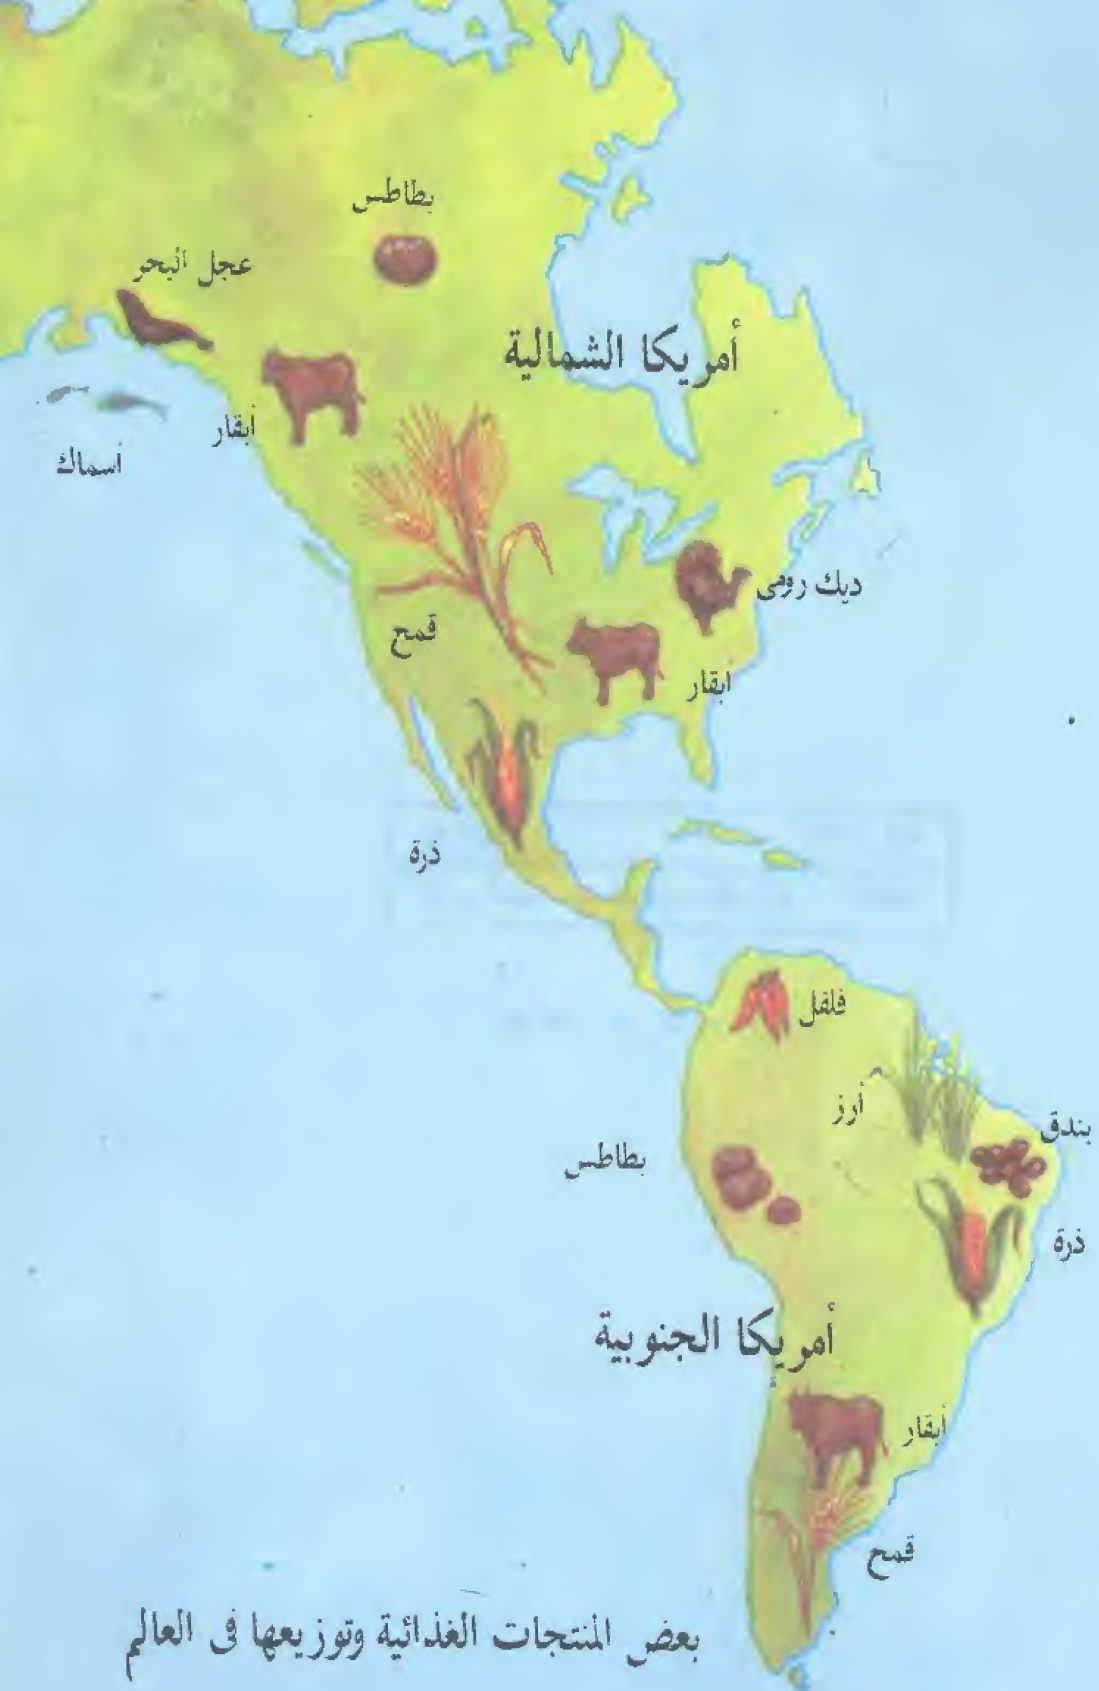 بطاطس
عجل البحر
أمريكا الشمالية
أبقار
أسماك
ديك رومى
قمح
أبقار
ذرة
فلفل
أرز
بندق
بطاطس
ذرة
أمريكا الجنوبية
أبقار
قمح
بعض المنتجات الغذائية وتوزيعها فى العالم